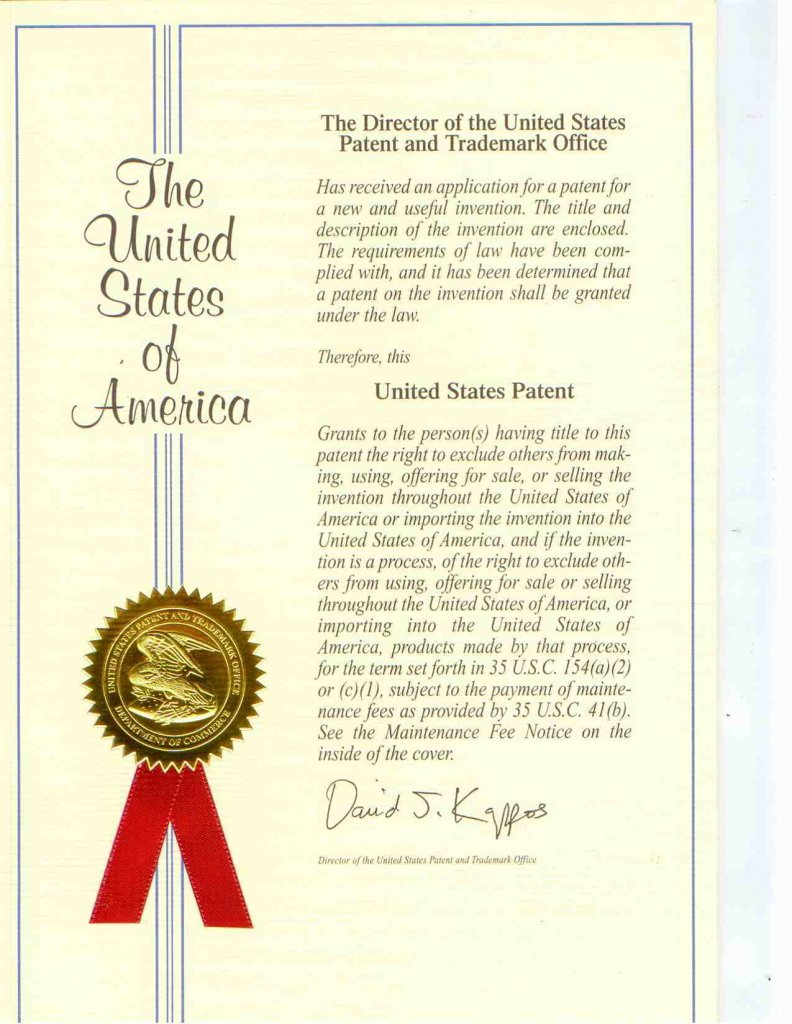 The
United
States
of
America
The Director of the United States
Patent and Trademark Office
Has received an application for a patent for
a new and useful invention. The title and
description of the invention are enclosed.
The requirements of law have been com-
plied with, and it has been determined that
a patent on the invention shall be granted
under the law.
Therefore, this
United States Patent
Grants to the person(s) having title to this
patent the right to exclude others from mak-
ing, using, offering for sale, or selling the
invention throughout the United States of
America or importing the invention into the
United States of America, and if the inven-
tion is a process, of the right to exclude oth-
ers from using, offering for sale or selling
throughout the United States of America, or
importing into the United States of
America, products made by that process,
for the term set forth in 35 U.S.C. 154(a)(2)
or (c)(1), subject to the payment of mainte-
nance fees as provided by 35 U.S.C. 41(b).
See the Maintenance Fee Notice on the
inside of the cover.
David J. Kappos
Director of the United States Patent and Trademark Office
UNITED STATES PATENT AND TRADEMARK OFFICE
DEPARTMENT OF COMMERCE